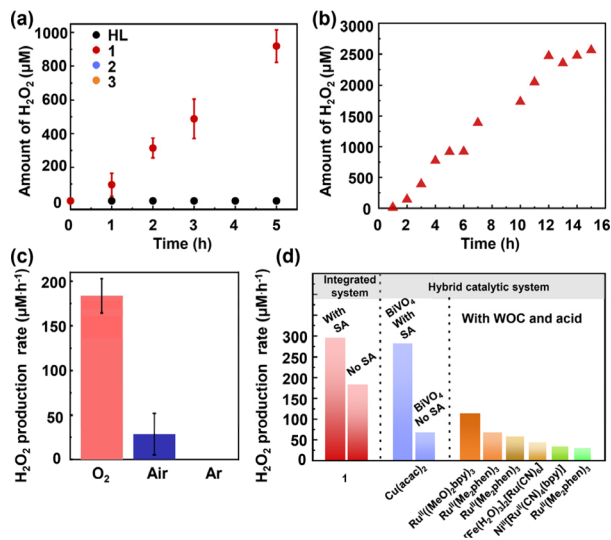 (a)
HL
1
2
3
Amount of H₂O₂ (μM)
1000
800
600
400
200
0
0 1 2 3 4 5
Time (h)
(b)
Amount of H₂O₂ (μM)
3000
2500
2000
1500
1000
500
0
0 2 4 6 8 10 12 14 16
Time (h)
(c)
H₂O₂ production rate (μM·h⁻¹)
200
150
100
50
0
O₂ Air Ar
(d)
H₂O₂ production rate (μM·h⁻¹)
Integrated system
Hybrid catalytic system
With SA
No SA
BiVO₄ With SA
BiVO₄ No SA
With WOC and acid
300
250
200
150
100
50
0
1
Cu(acac)₂
Ruᴵᴵ((MeO)₂bpy)₃
Ruᴵᴵ(Me₂phen)₃
Ruᴵᴵ(Me₂phen)₃
[Fe(H₂O)₃]₂[Ru(CN)₆]
Niᴵᴵ[Ruᴵᴵ(CN)₄(bpy)]
Ruᴵᴵ(Me₂phen)₃